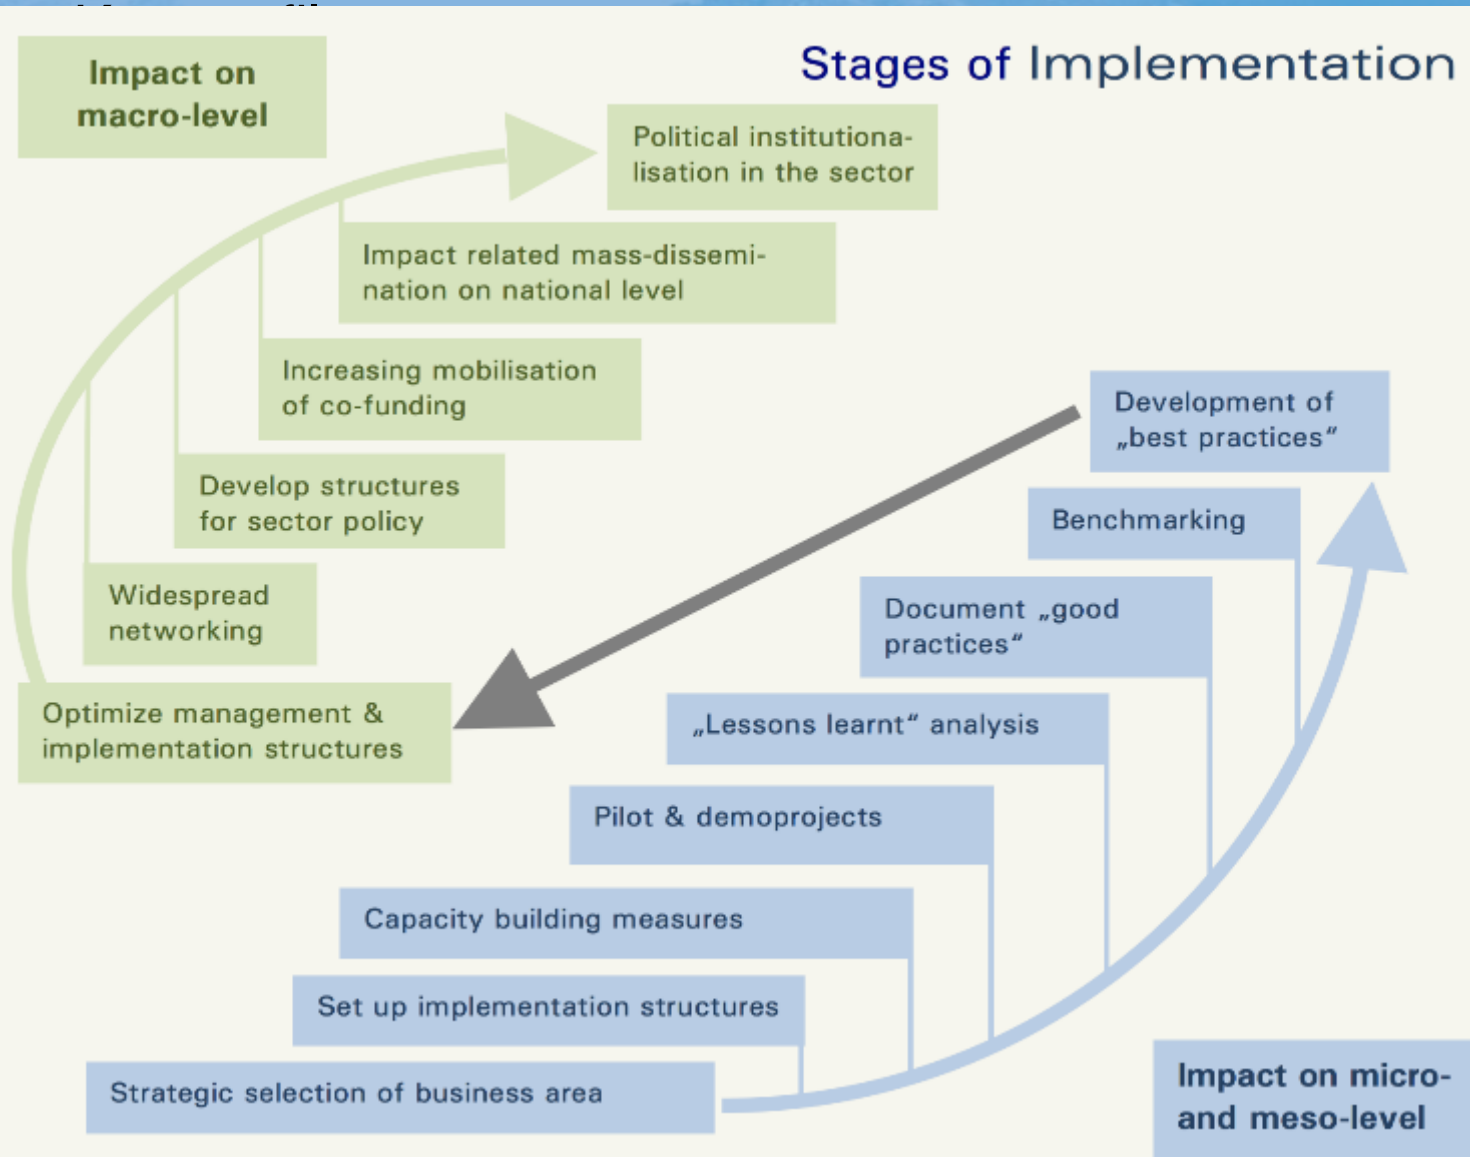 Stages of Implementation
Impact on
macro-level
Political institutiona-
lisation in the sector
Impact related mass-dissemi-
nation on national level
Increasing mobilisation
of co-funding
Develop structures
for sector policy
Widespread
networking
Optimize management &
implementation structures
Development of
„best practices“
Benchmarking
Document „good
practices“
„Lessons learnt“ analysis
Pilot & demoprojects
Capacity building measures
Set up implementation structures
Strategic selection of business area
Impact on micro-
and meso-level